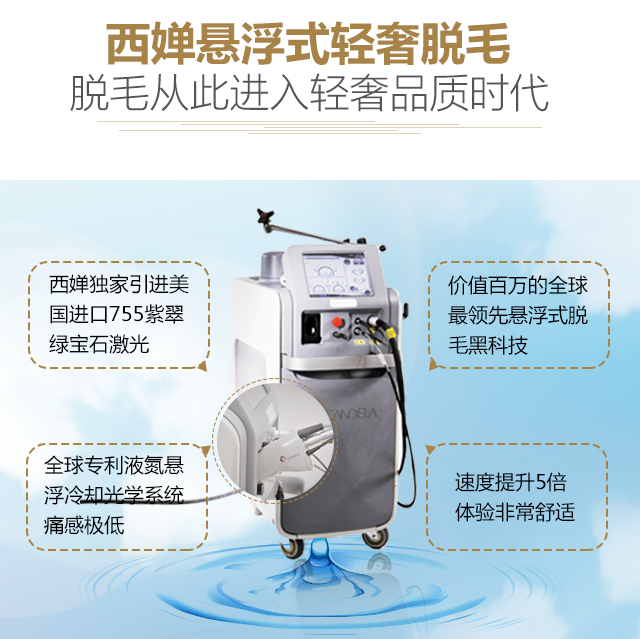 西婵悬浮式轻奢脱毛
脱毛从此进入轻奢品质时代
西婵独家引进美
国进口755紫翠
绿宝石激光
价值百万的全球
最领先悬浮式脱
毛黑科技
全球专利液氮悬
浮冷却光学系统
痛感极低
速度提升5倍
体验非常舒适